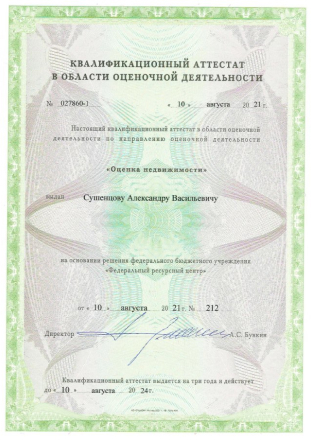 КВАЛИФИКАЦИОННЫЙ АТТЕСТАТ
В ОБЛАСТИ ОЦЕНОЧНОЙ ДЕЯТЕЛЬНОСТИ
№ 027860-1 « 10 » августа 20 21 г.
Настоящий квалификационный аттестат в области оценочной
деятельности по направлению оценочной деятельности
«Оценка недвижимости»
выдан Сушенцову Александру Васильевичу
на основании решения федерального бюджетного учреждения
«Федеральный ресурсный центр»
от « 10 » августа 20 21 г. № 212
Директор А.С. Бункин
Квалификационный аттестат выдается на три года и действует
до « 10 » августа 20 24 г.